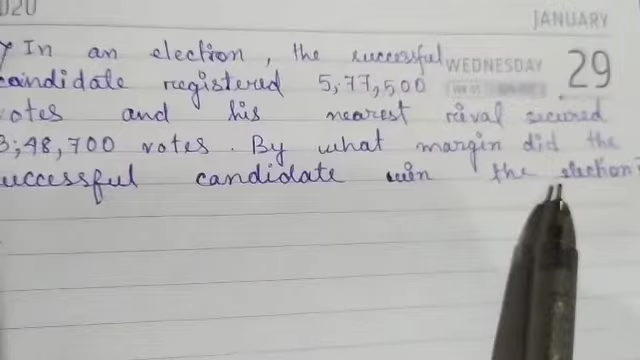 020
JANUARY
In an election, the successful
WEDNESDAY
29
candidate registered 5,77,500
votes and his nearest rival secured
3,48,700 votes. By what margin did the
successful candidate win the election?